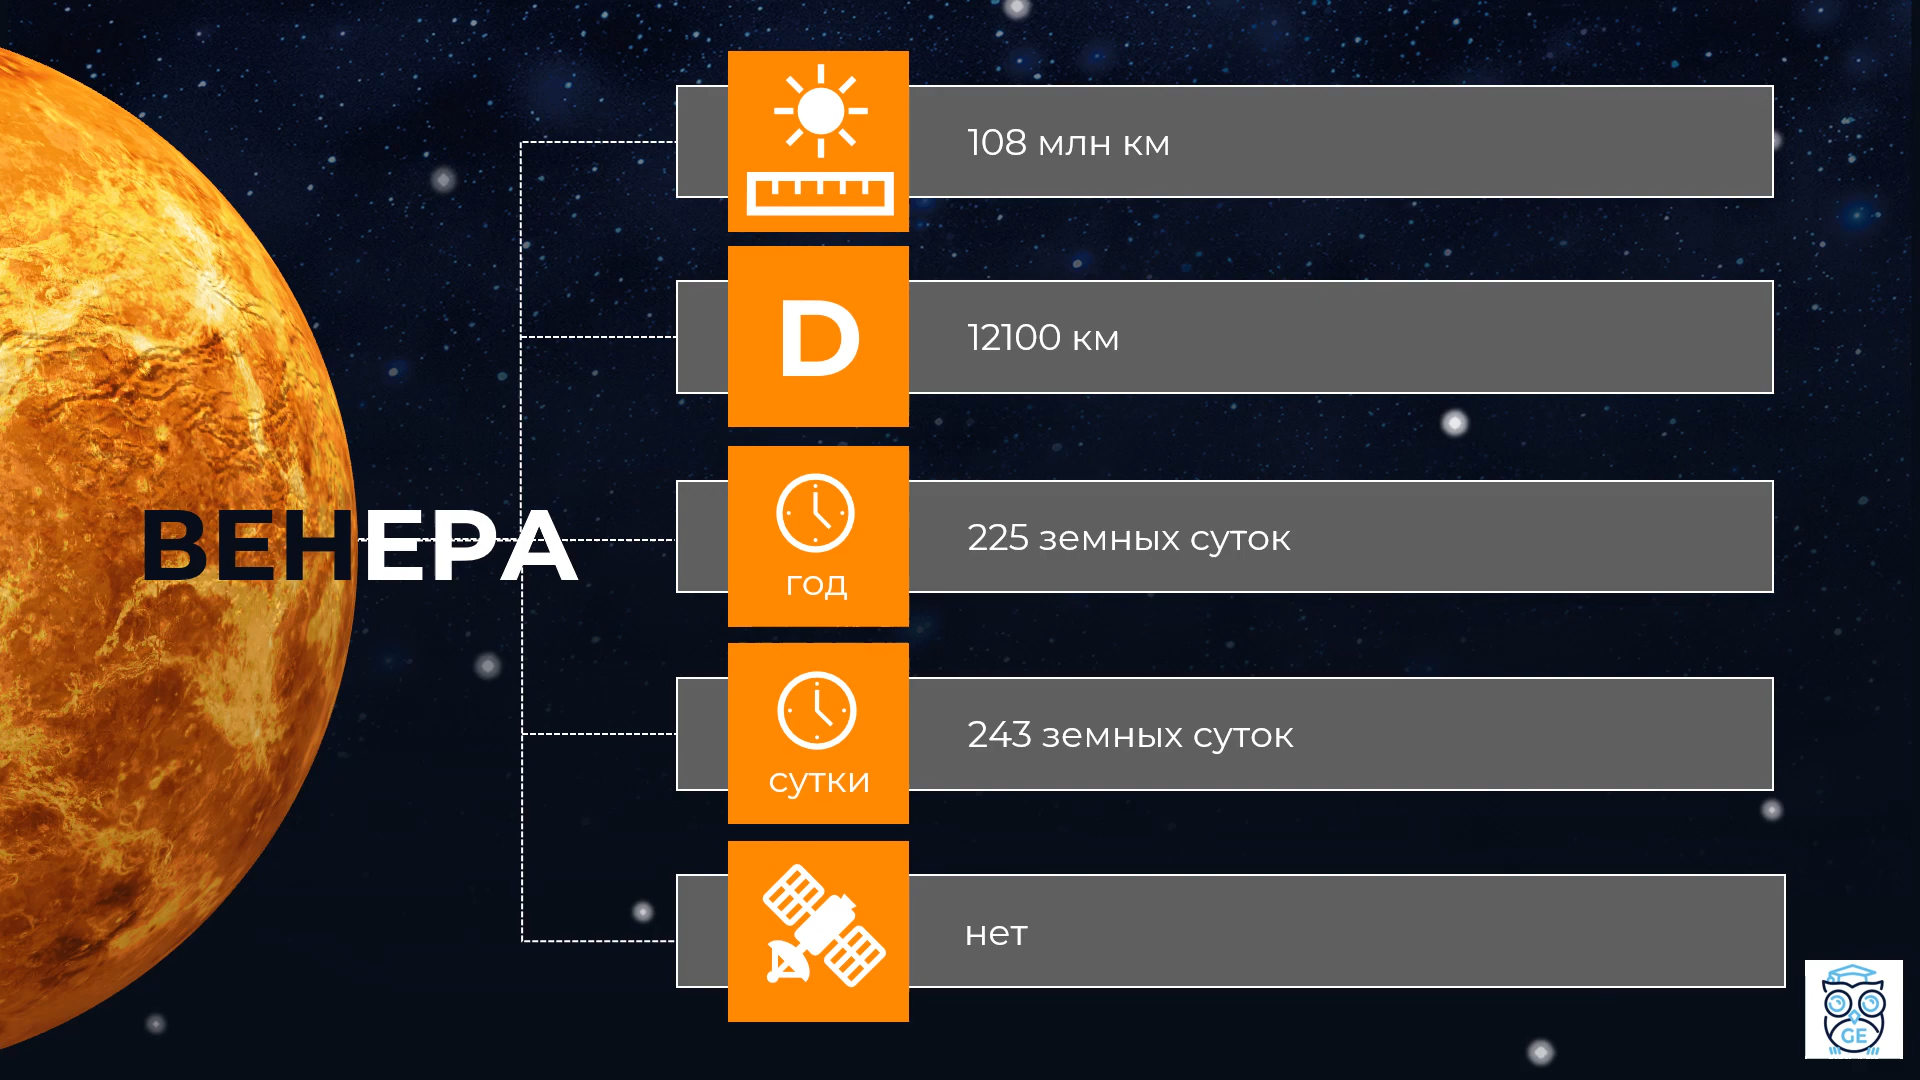 108 млн км
D
12100 км
ВЕНЕРА
225 земных суток
год
243 земных суток
сутки
нет
GE